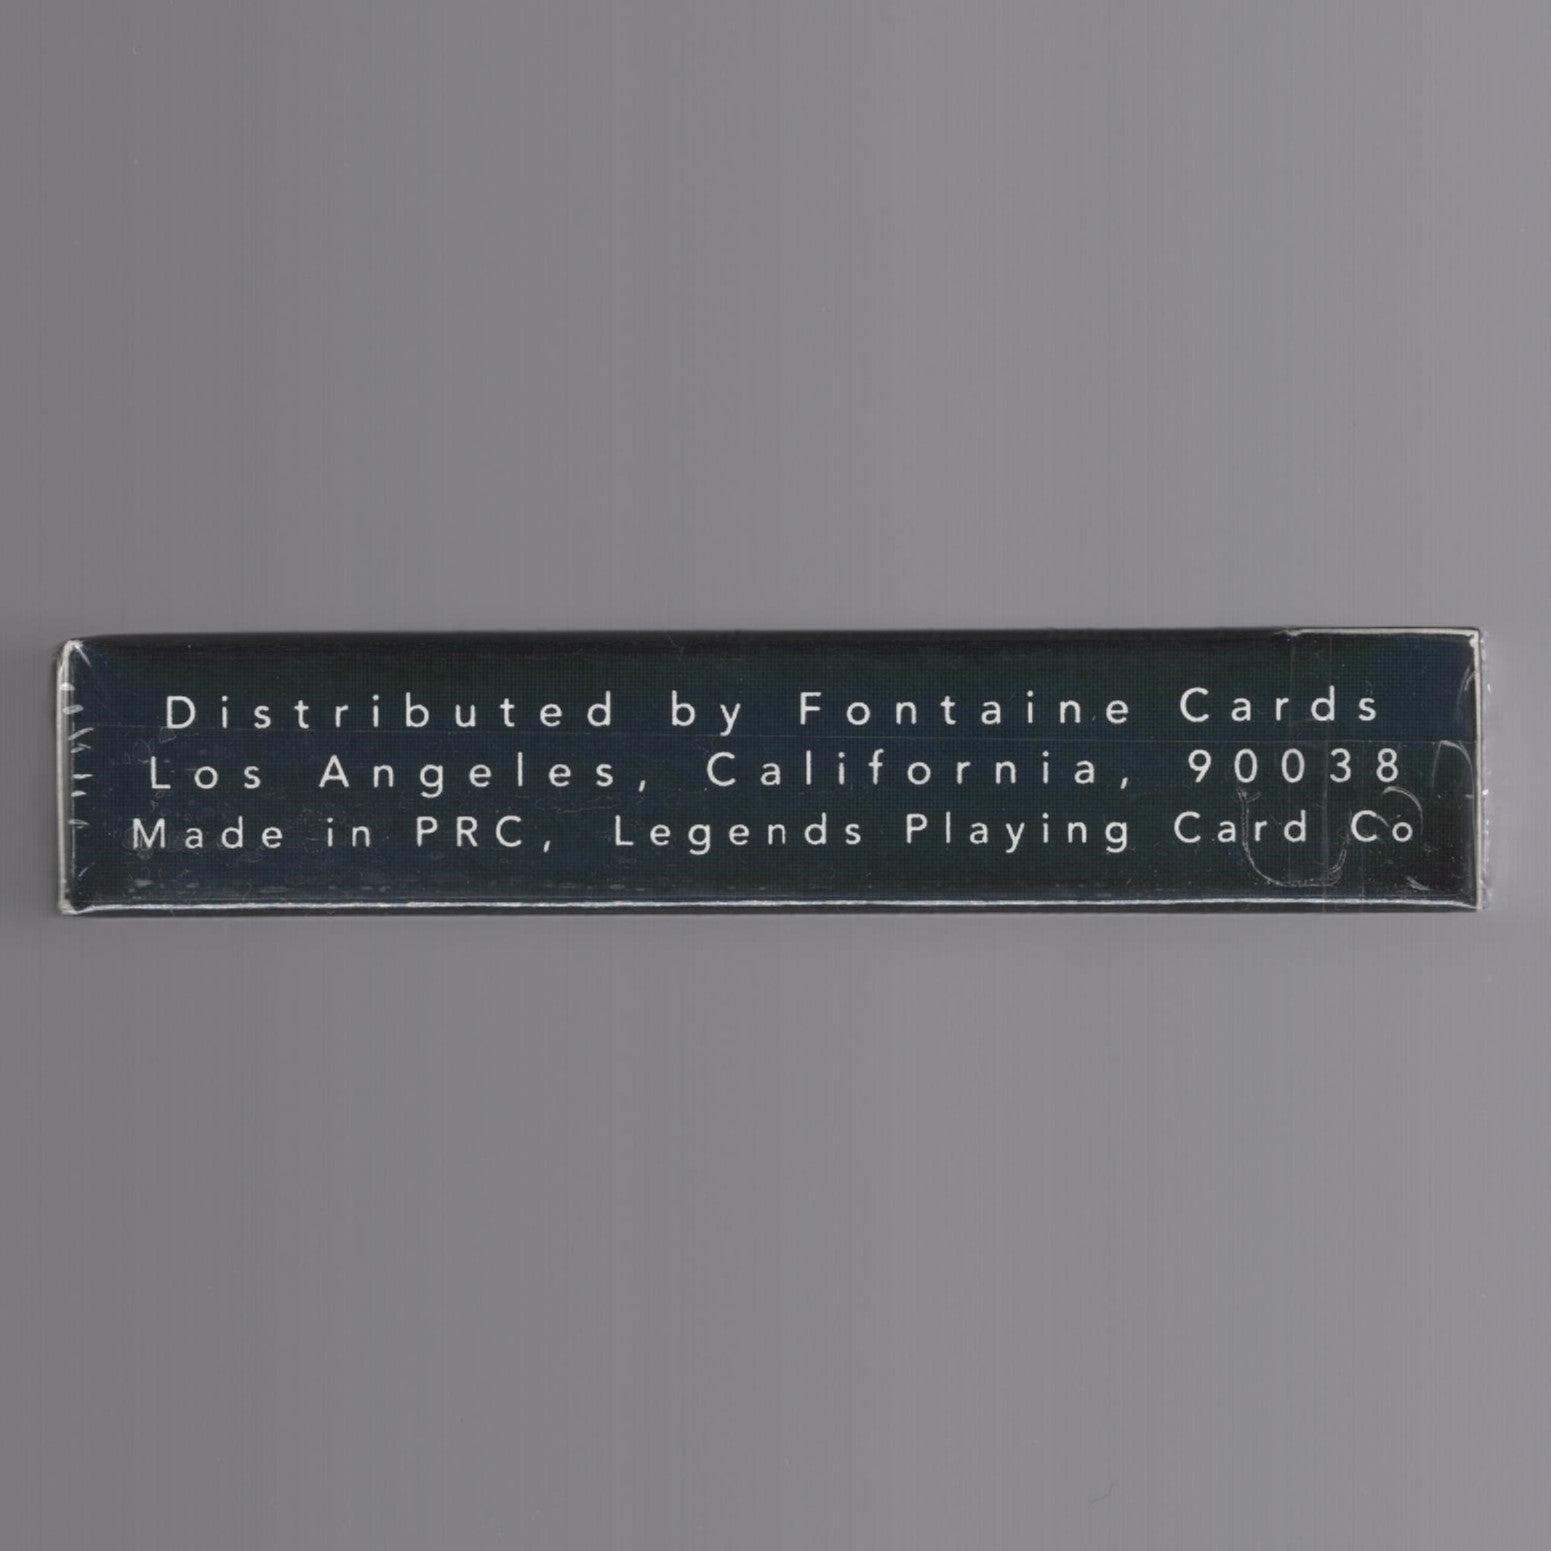 Distributed by Fontaine Cards
Los Angeles, California, 90038
Made in PRC, Legends Playing Card Co